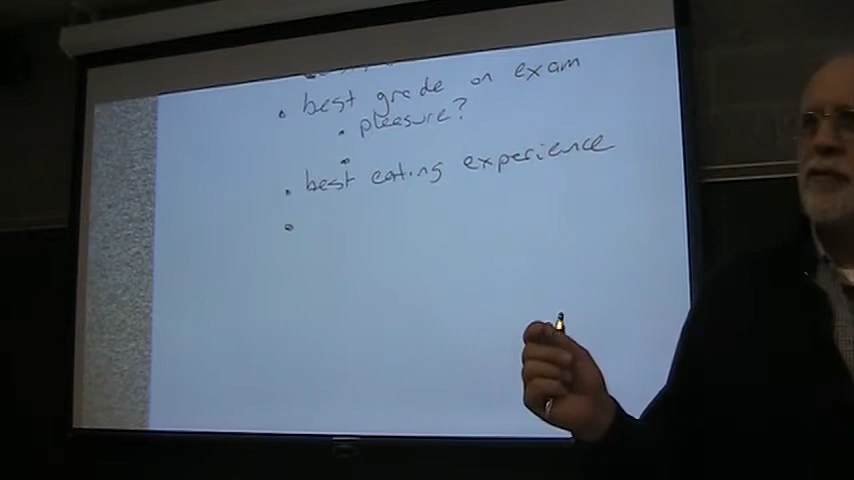 • best grade on exam
• pleasure?
•
• best eating experience
•